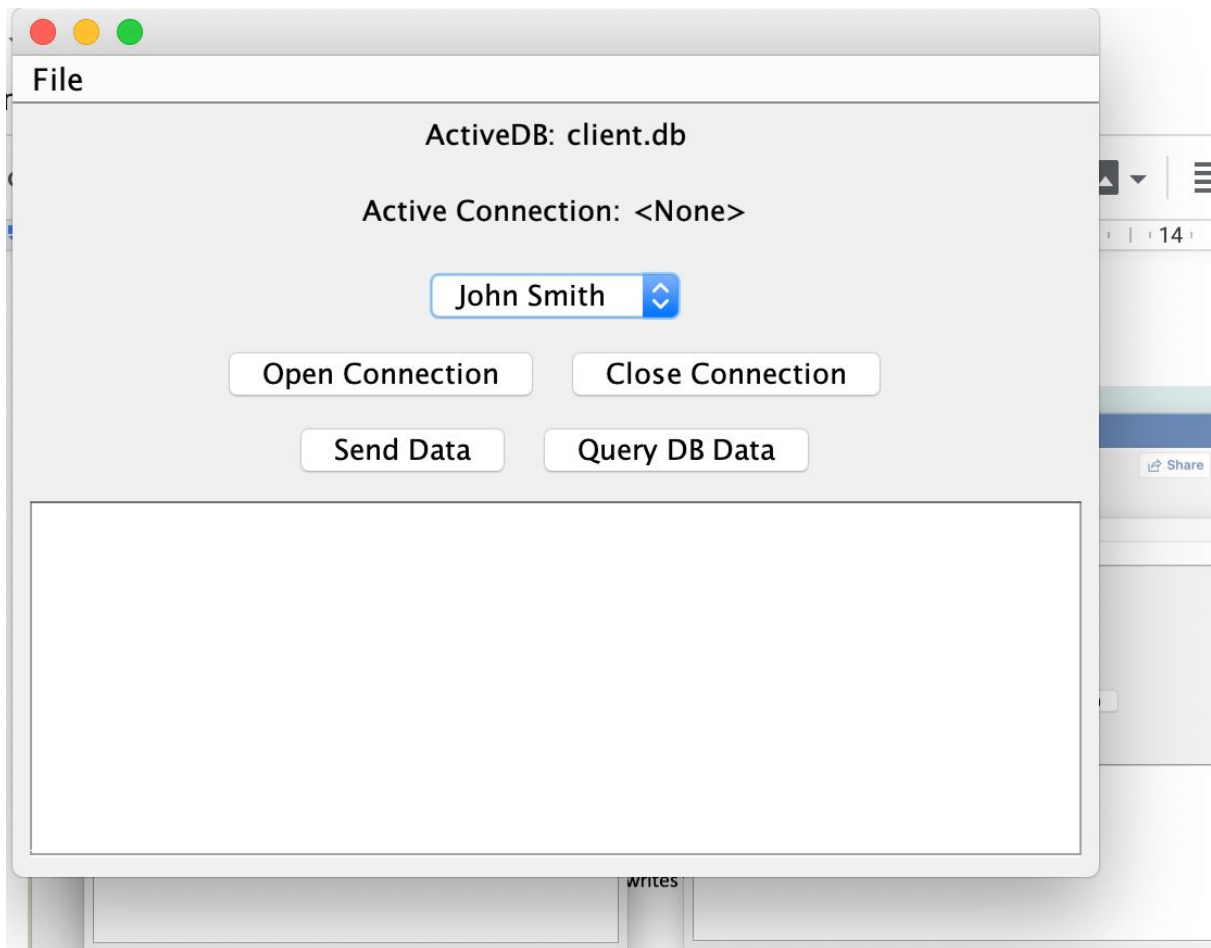 File
ActiveDB: client.db
Active Connection: <None>
14
John Smith
Open Connection Close Connection
Send Data Query DB Data
Share
writes